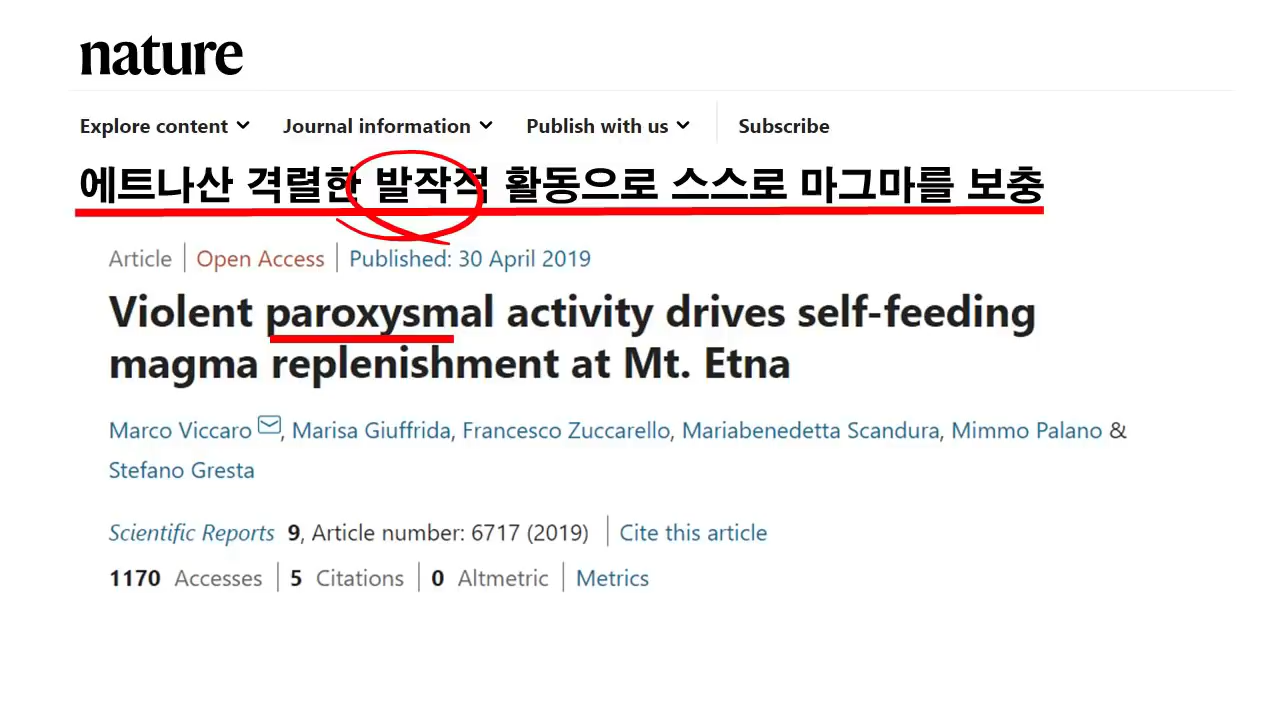 nature
Explore content Journal information Publish with us Subscribe
에트나산 격렬한 발작적 활동으로 스스로 마그마를 보충
Article Open Access Published: 30 April 2019
Violent paroxysmal activity drives self-feeding
magma replenishment at Mt. Etna
Marco Viccaro, Marisa Giuffrida, Francesco Zuccarello, Mariabenedetta Scandura, Mimmo Palano &
Stefano Gresta
Scientific Reports 9, Article number: 6717 (2019) Cite this article
1170 Accesses 5 Citations 0 Altmetric Metrics